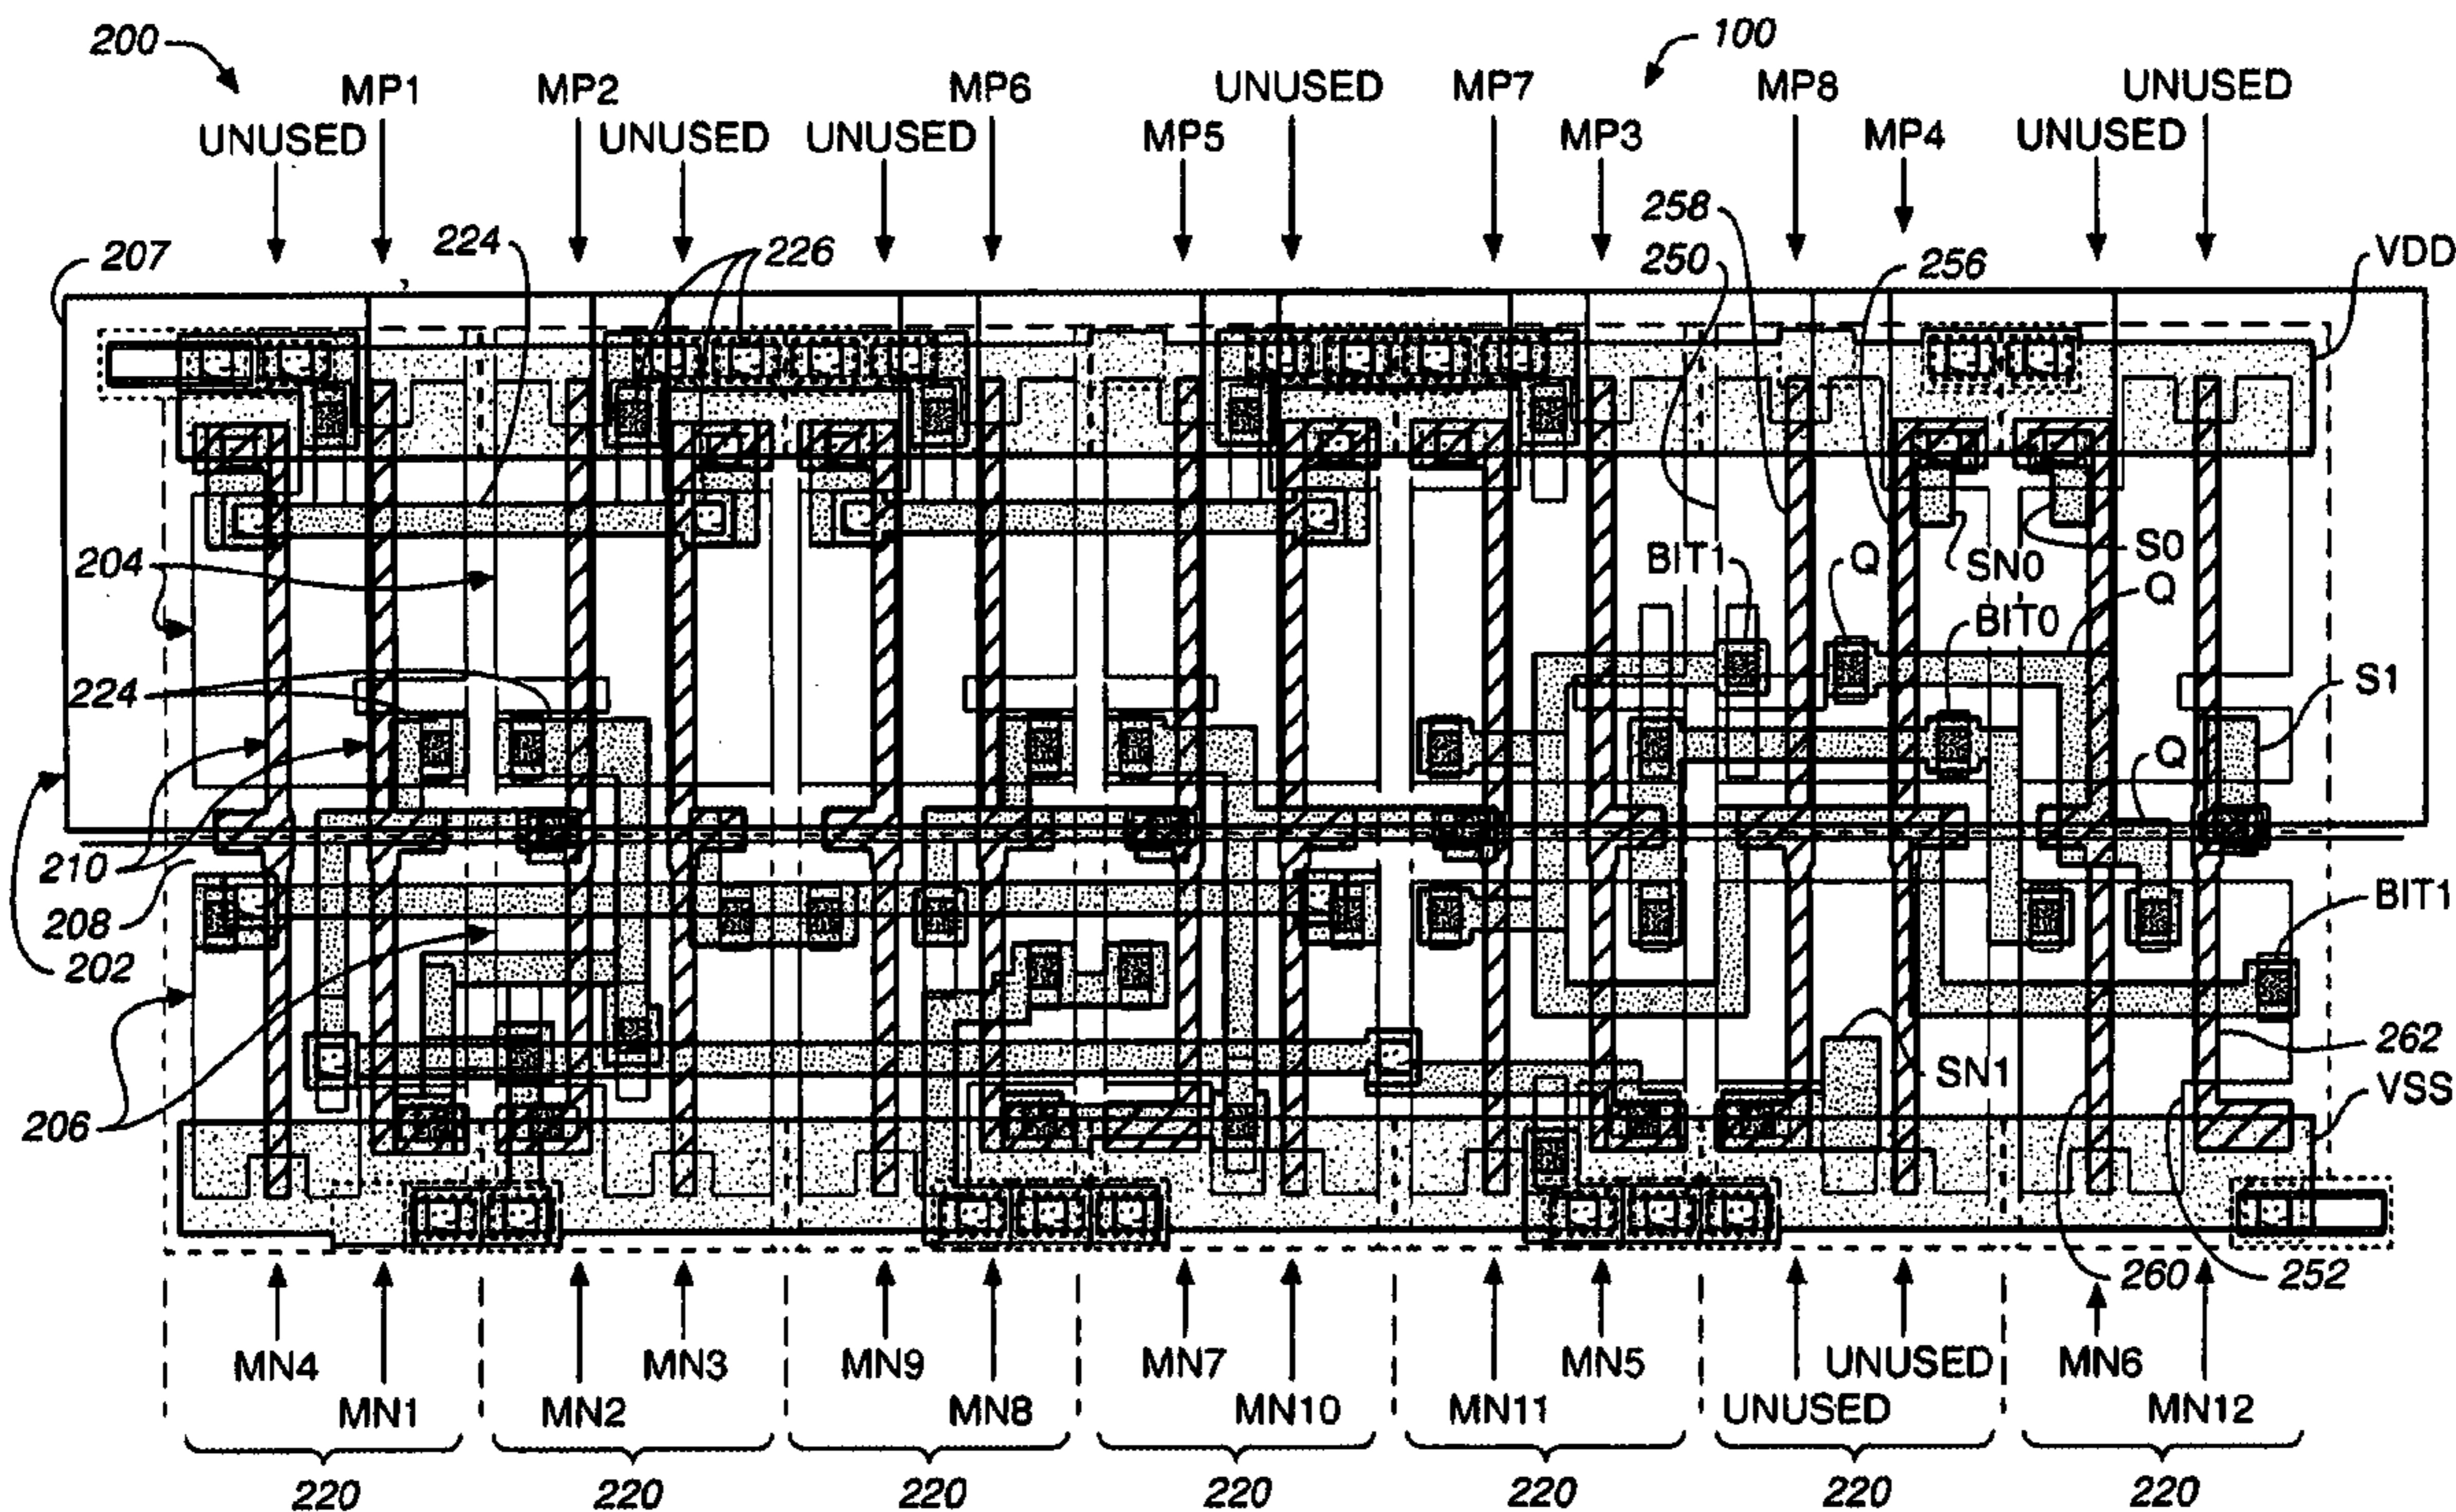 200
100
MP1
MP2
MP6
UNUSED
MP7
MP8
UNUSED
UNUSED
UNUSED
UNUSED
MP5
MP3
MP4
UNUSED
258
207
224
226
250
256
VDD
204
BIT1
Q
S0
SN0
Q
BIT0
224
S1
Q
210
208
202
BIT1
262
SN1
VSS
206
260
252
MN4
MN3
MN9
MN7
MN5
UNUSED
MN6
MN1
MN2
MN8
MN10
MN11
UNUSED
MN12
220
220
220
220
220
220
220